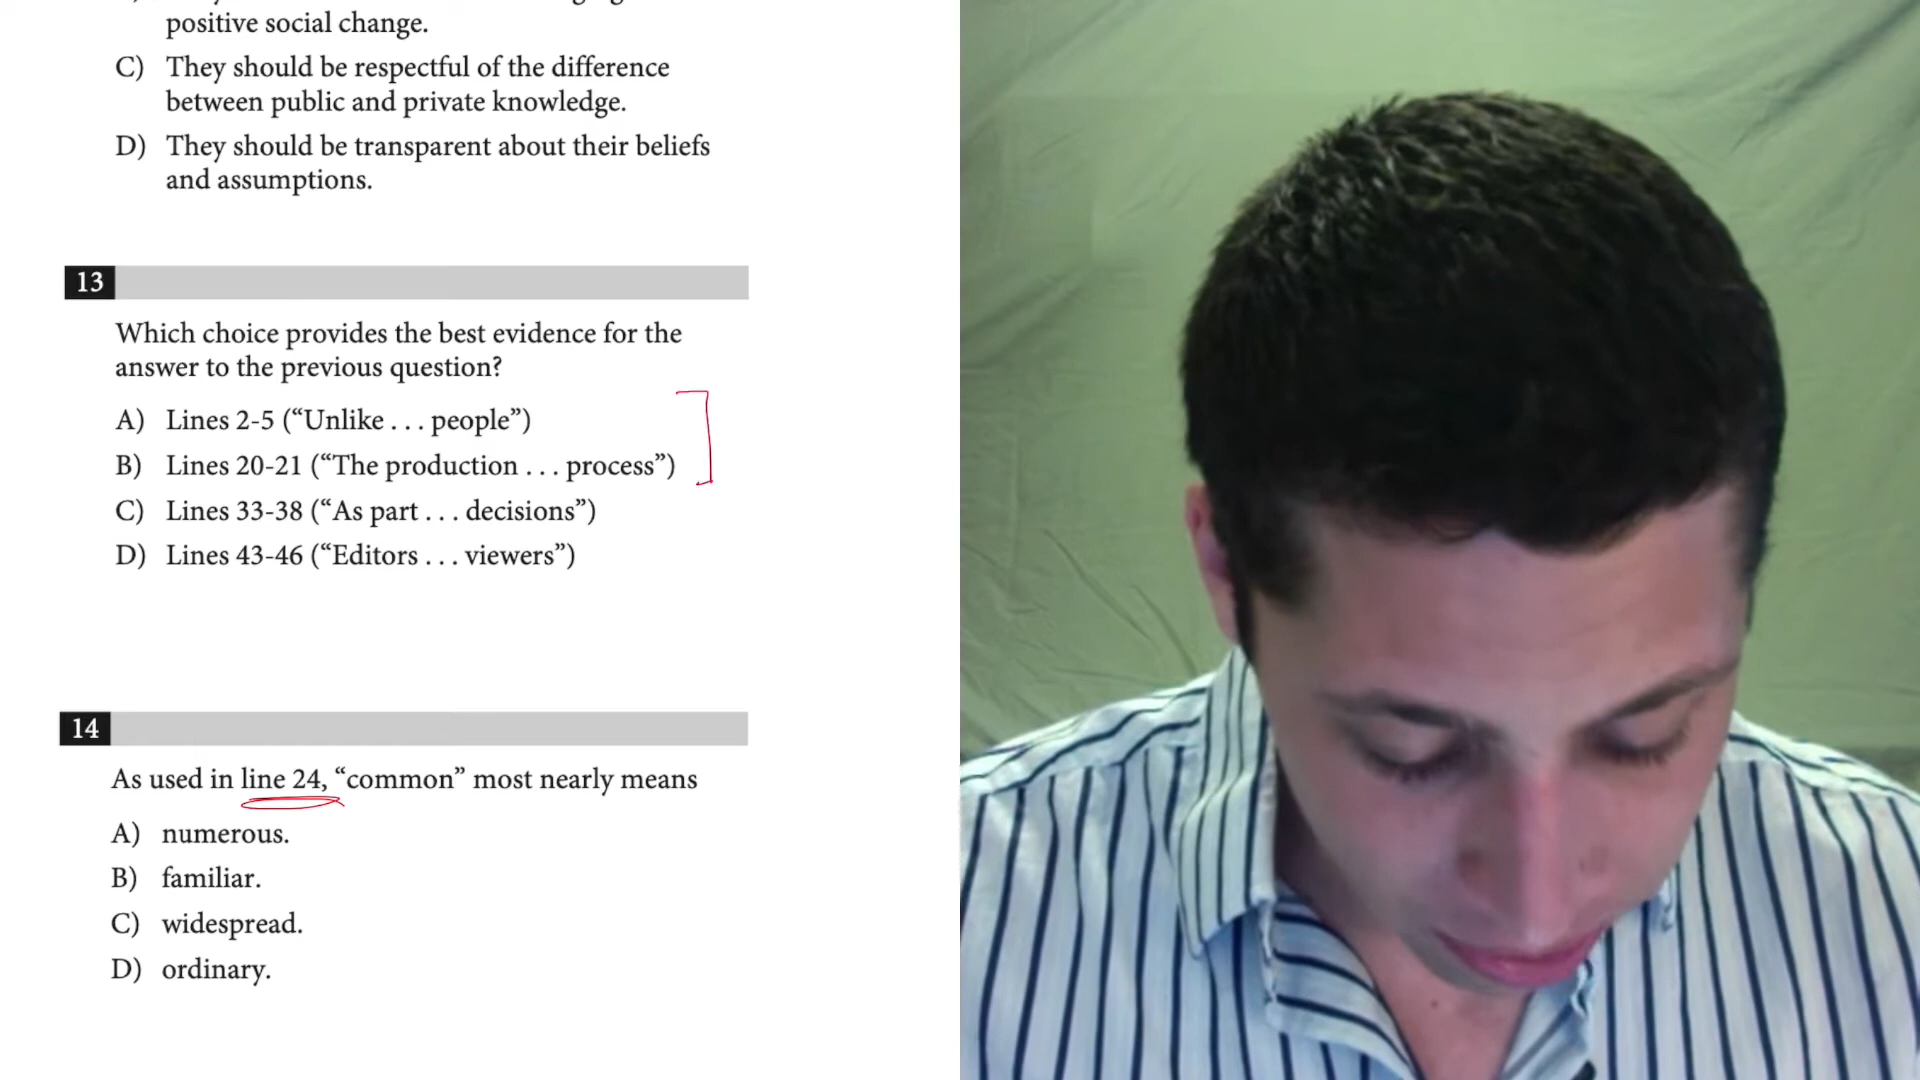 positive social change.
C) They should be respectful of the difference
between public and private knowledge.
D) They should be transparent about their beliefs
and assumptions.
13
Which choice provides the best evidence for the
answer to the previous question?
A) Lines 2-5 (“Unlike . . . people”)
B) Lines 20-21 (“The production . . . process”)
C) Lines 33-38 (“As part . . . decisions”)
D) Lines 43-46 (“Editors . . . viewers”)
14
As used in line 24, “common” most nearly means
A) numerous.
B) familiar.
C) widespread.
D) ordinary.